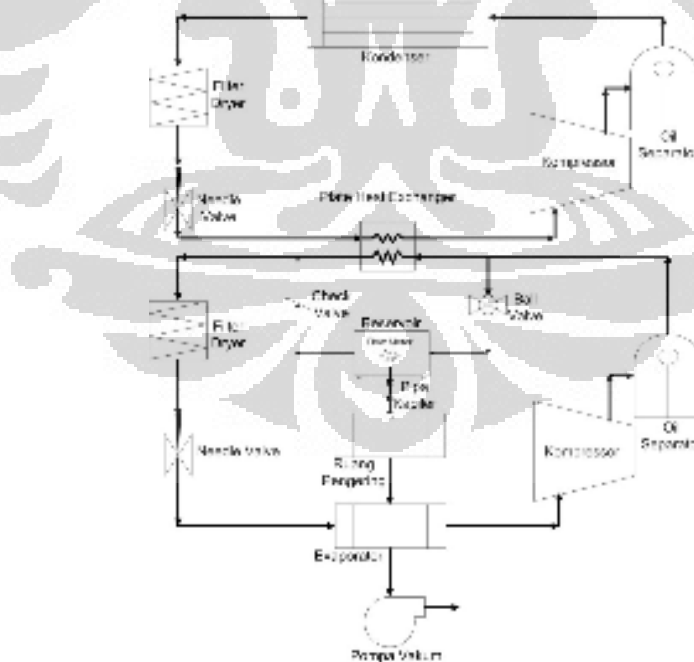 Kondenser
Filter
Dryer
Oil
Separator
Kompressor
Needle
Valve
Plate Heat Exchanger
Check
Valve
Ball
Valve
Reservoir
Filter
Dryer
Pipa
Kapiler
Oil
Separator
Needle Valve
Kompressor
Ruang
Pengering
Evaporator
Pompa Vakum